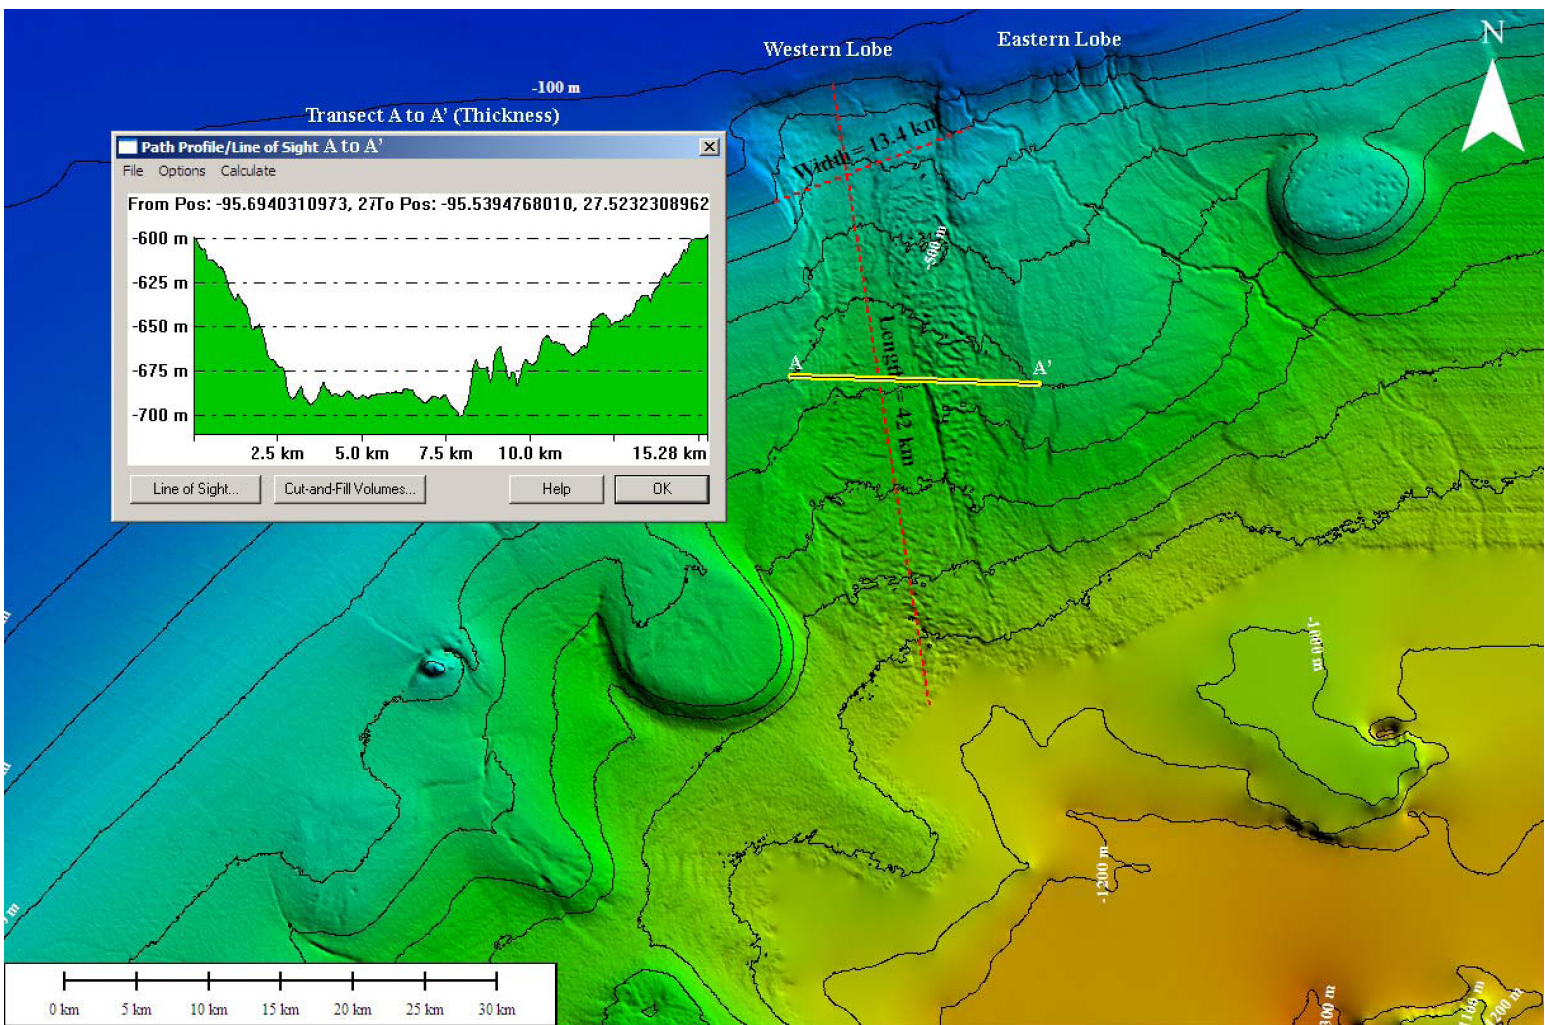 Western Lobe
Eastern Lobe
N
-100 m
Transect A to A' (Thickness)
Path Profile/Line of Sight A to A'
File Options Calculate
From Pos: -95.6940310973, 27To Pos: -95.5394768010, 27.5232308962
-600 m
-625 m
-650 m
-675 m
-700 m
2.5 km 5.0 km 7.5 km 10.0 km 15.28 km
Line of Sight... Cut-and-Fill Volumes... Help OK
Width = 13.4 km
-500 m
Length = 42 km
A
A'
-1000 m
-1200 m
m
m
m
1100 m
1200 m
300 m
0 km 5 km 10 km 15 km 20 km 25 km 30 km